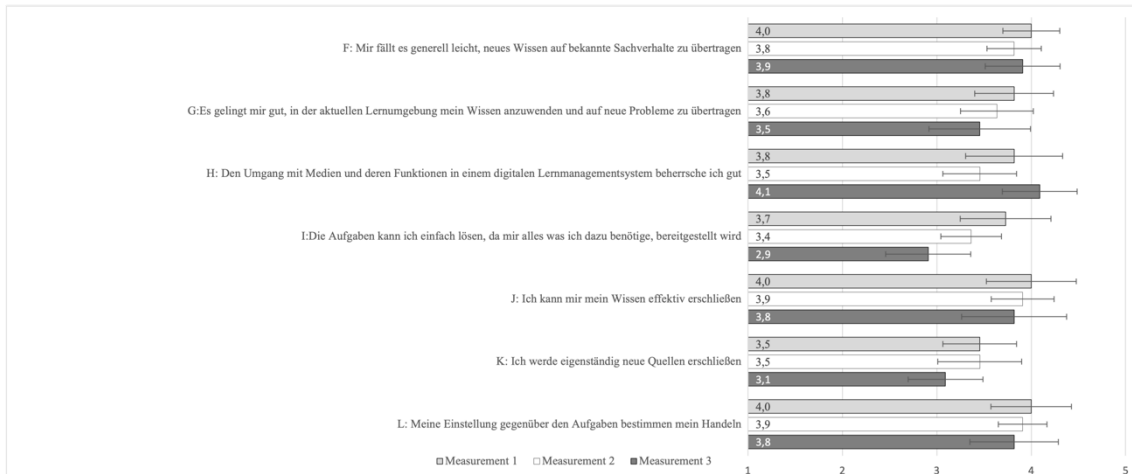 4,0
F: Mir fällt es generell leicht, neues Wissen auf bekannte Sachverhalte zu übertragen
3,8
3,9
3,8
G:Es gelingt mir gut, in der aktuellen Lernumgebung mein Wissen anzuwenden und auf neue Probleme zu übertragen
3,6
3,5
3,8
H: Den Umgang mit Medien und deren Funktionen in einem digitalen Lernmanagementsystem beherrsche ich gut
3,5
4,1
3,7
I:Die Aufgaben kann ich einfach lösen, da mir alles was ich dazu benötige, bereitgestellt wird
3,4
2,9
4,0
J: Ich kann mir mein Wissen effektiv erschließen
3,9
3,8
3,5
K: Ich werde eigenständig neue Quellen erschließen
3,5
3,1
4,0
L: Meine Einstellung gegenüber den Aufgaben bestimmen mein Handeln
3,9
3,8
Measurement 1 Measurement 2 Measurement 3
1 2 3 4 5